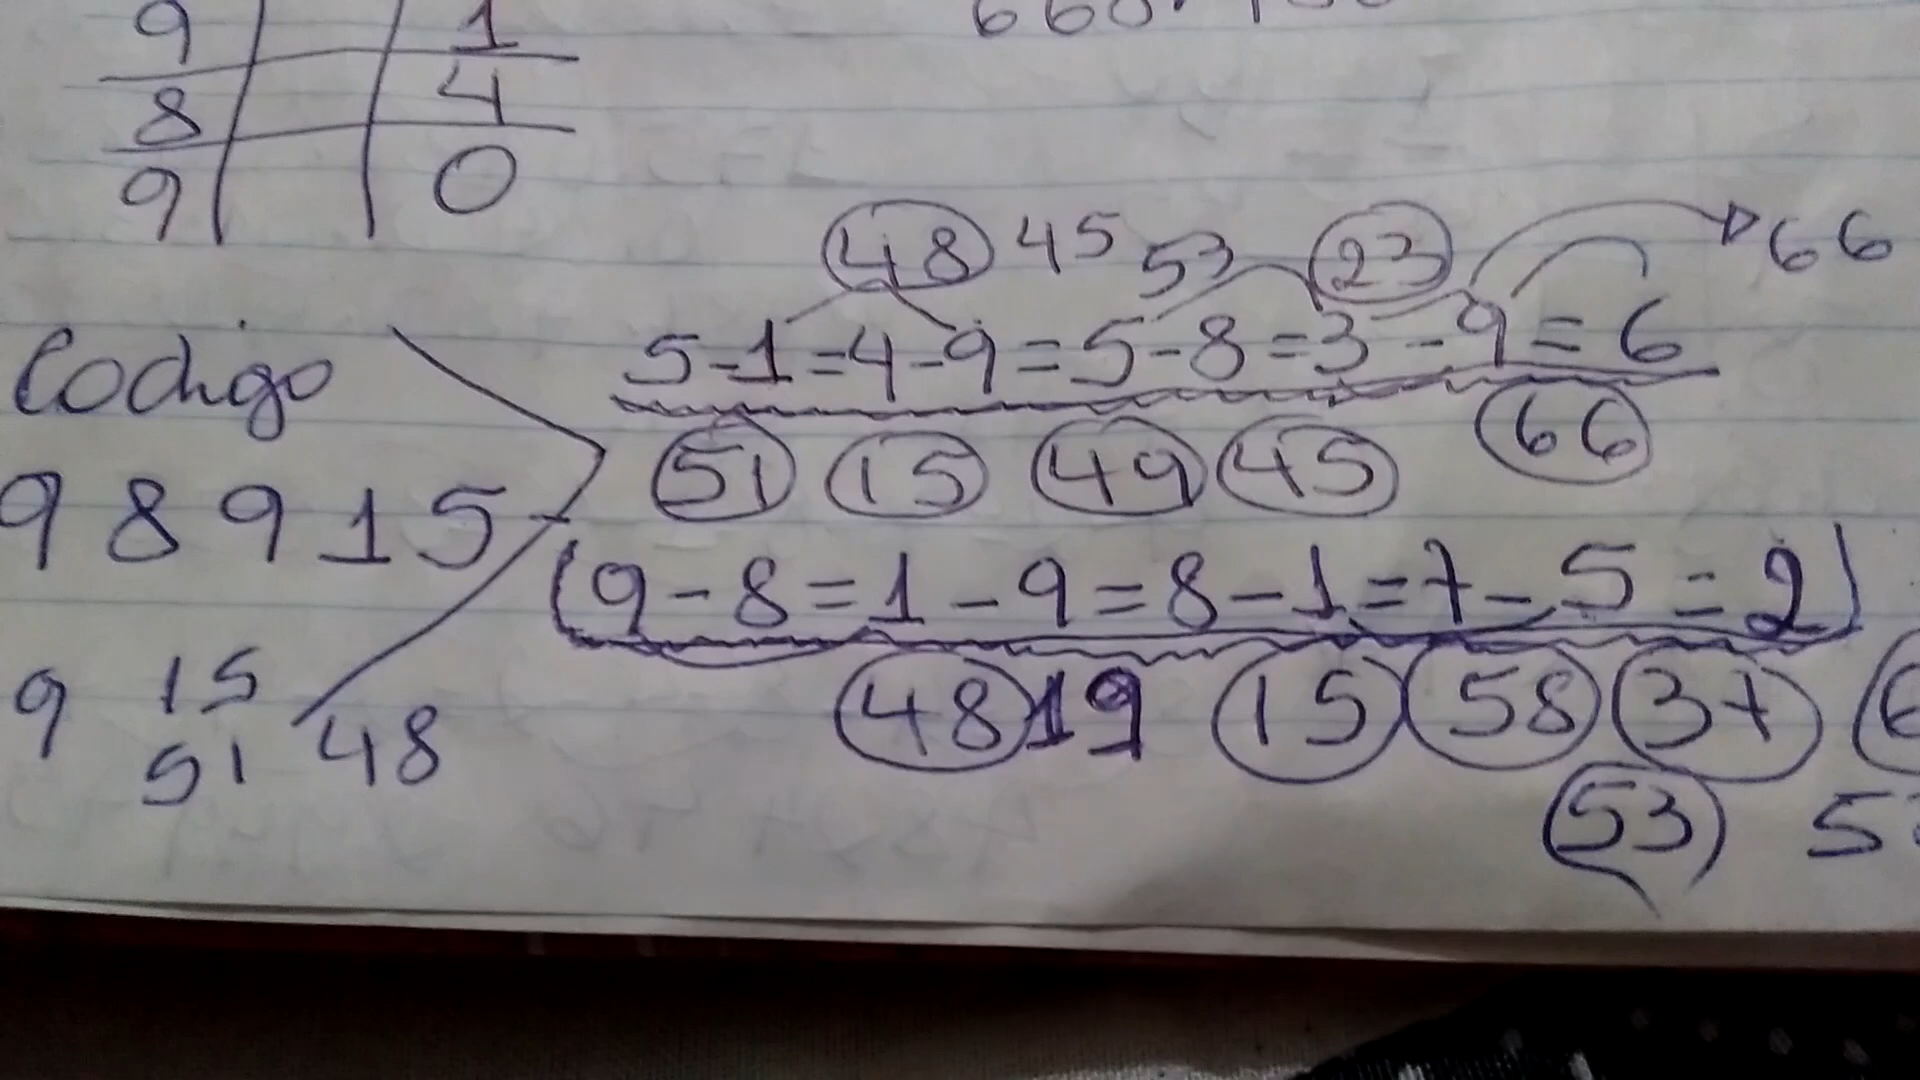 9 1
8 4
9 0
48 45 53 23 66
Codigo
5-1=4-9=5-8=3-9=6
51 15 49 45 66
98915
(9-8=1-9=8-1=7-5=2)
9 15 51 48
48 19 15 58 37
53